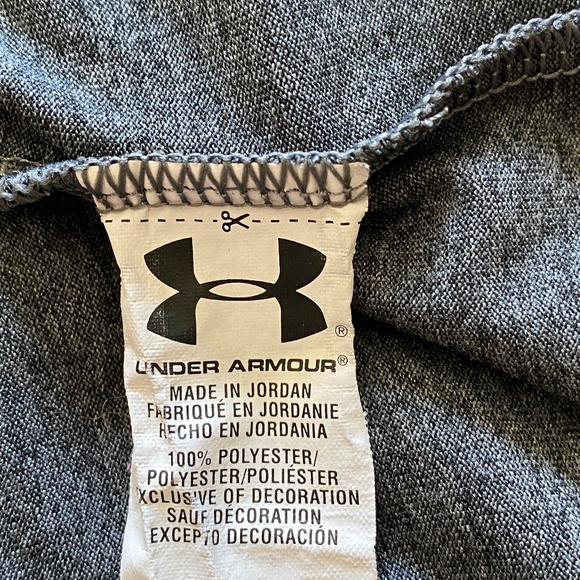 ®
UNDER ARMOUR®
MADE IN JORDAN
FABRIQUÉ EN JORDANIE
HECHO EN JORDANIA
100% POLYESTER/
POLYESTER/POLIÉSTER
EXCLUSIVE OF DECORATION
SAUF DÉCORATION
EXCEPTO DECORACIÓN